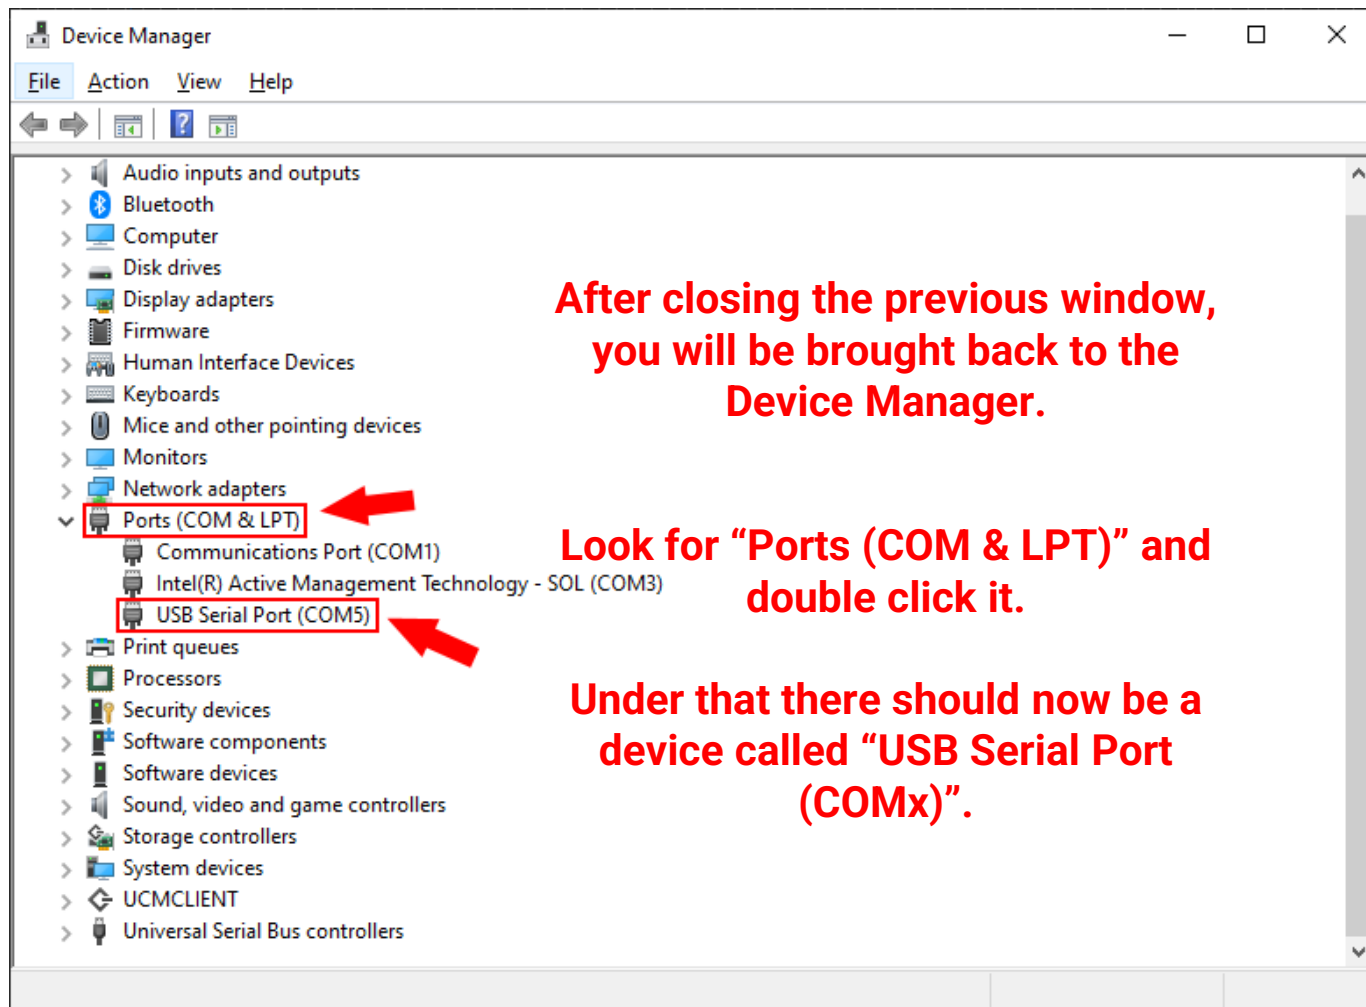 Device Manager
File Action View Help
Audio inputs and outputs
Bluetooth
Computer
Disk drives
Display adapters
Firmware
Human Interface Devices
Keyboards
Mice and other pointing devices
Monitors
Network adapters
Ports (COM & LPT)
Communications Port (COM1)
Intel(R) Active Management Technology - SOL (COM3)
USB Serial Port (COM5)
Print queues
Processors
Security devices
Software components
Software devices
Sound, video and game controllers
Storage controllers
System devices
UCMCLIENT
Universal Serial Bus controllers
After closing the previous window,
you will be brought back to the
Device Manager.
Look for “Ports (COM & LPT)” and
double click it.
Under that there should now be a
device called “USB Serial Port
(COMx)”.